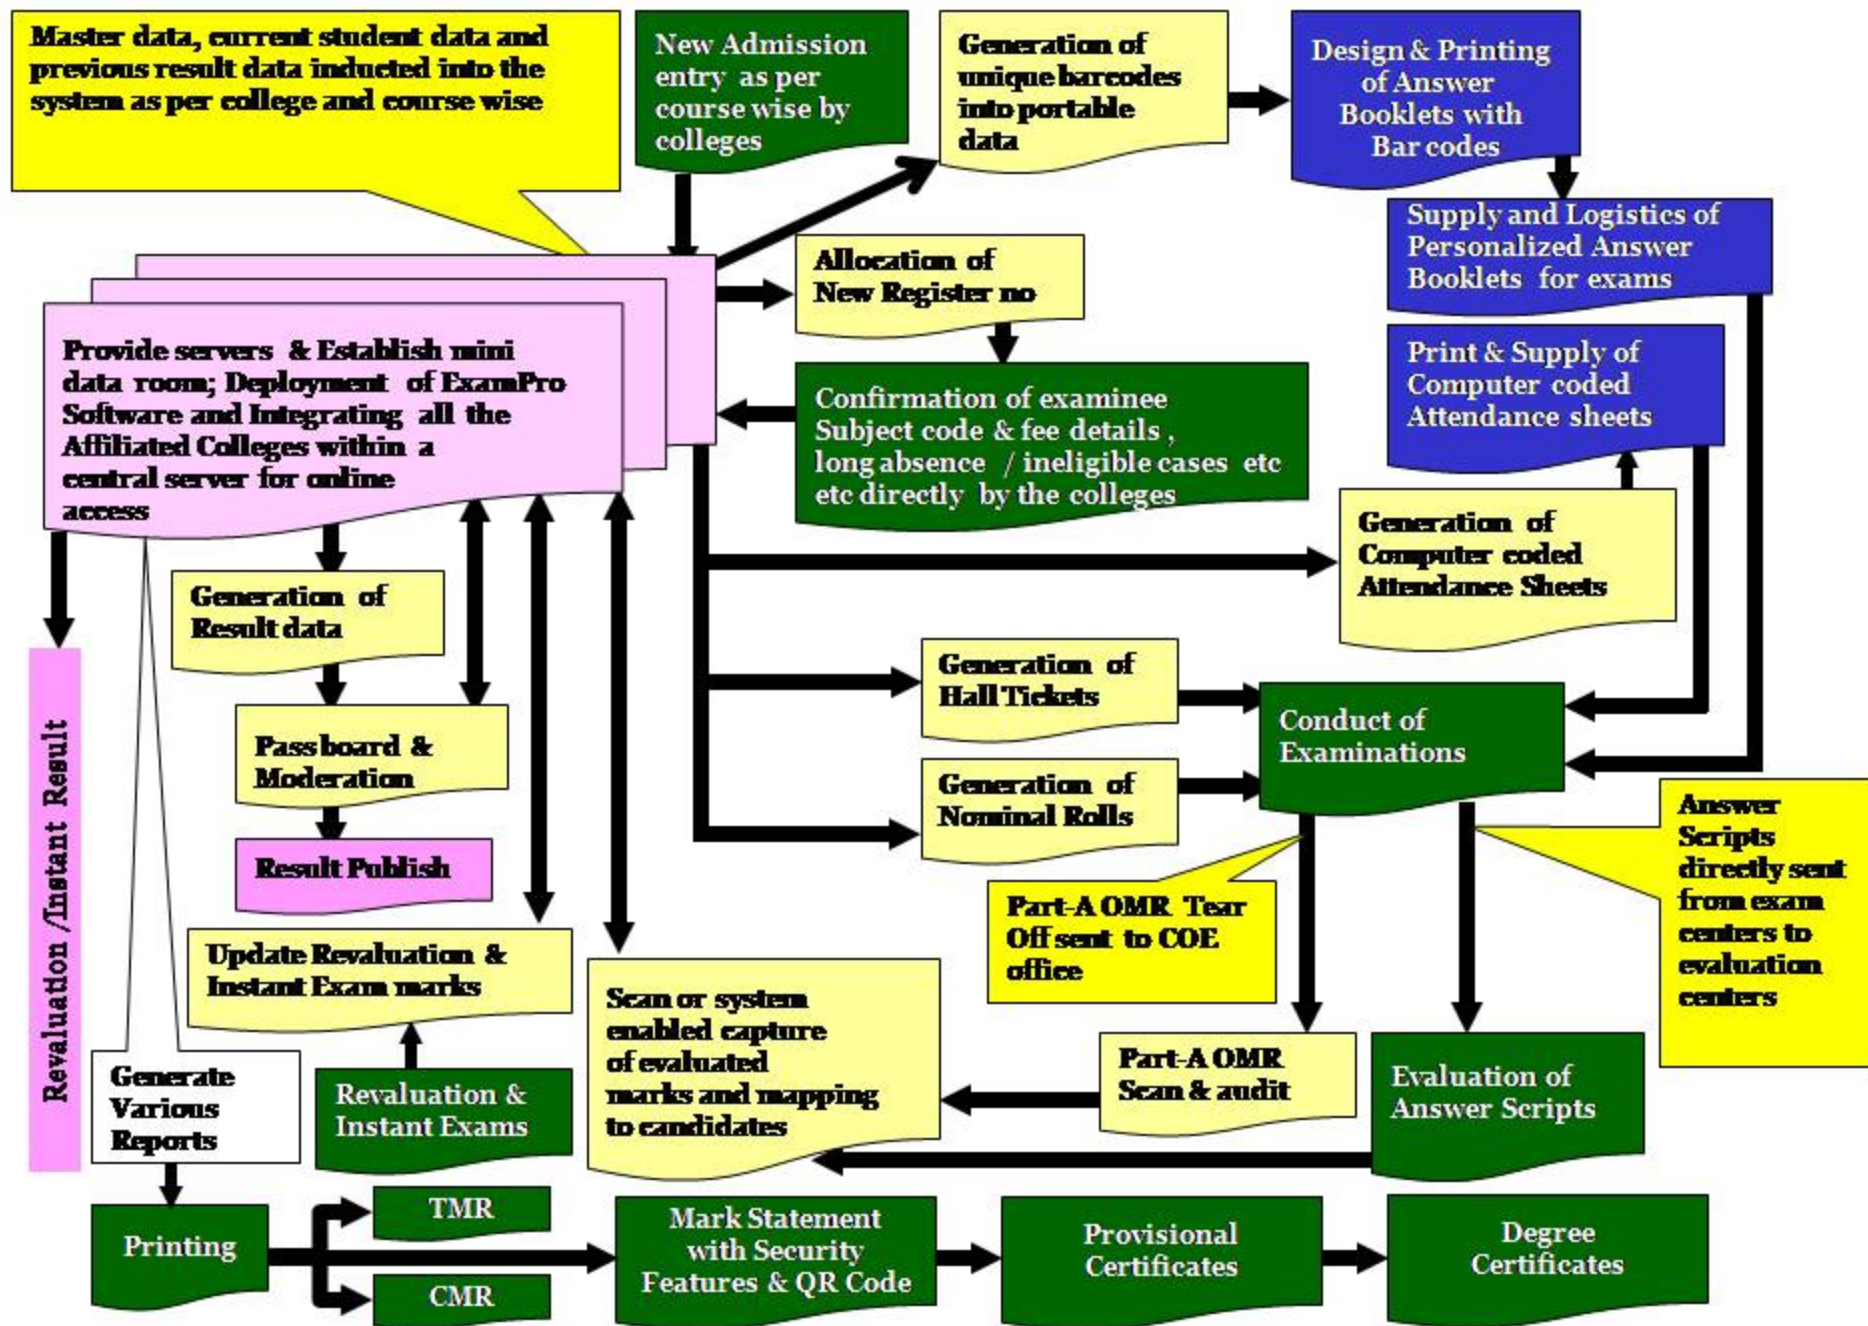 Master data, current student data and
previous result data inducted into the
system as per college and course wise
New Admission
entry as per
course wise by
colleges
Generation of
unique barcodes
into portable
data
Design & Printing
of Answer
Booklets with
Bar codes
Supply and Logistics of
Personalized Answer
Booklets for exams
Allocation of
New Register no
Provide servers & Establish mini
data room; Deployment of ExamPro
Software and Integrating all the
Affiliated Colleges within a
central server for online
access
Print & Supply of
Computer coded
Attendance sheets
Confirmation of examinee
Subject code & fee details ,
long absence / ineligible cases etc
etc directly by the colleges
Generation of
Computer coded
Attendance Sheets
Generation of
Result data
Generation of
Hall Tickets
Conduct of
Examinations
Passboard &
Moderation
Generation of
Nominal Rolls
Result Publish
Revaluation /Instant Result
Answer
Scripts
directly sent
from exam
centers to
evaluation
centers
Part-A OMR Tear
Off sent to COE
office
Update Revaluation &
Instant Exam marks
Scan or system
enabled capture
of evaluated
marks and mapping
to candidates
Part-A OMR
Scan & audit
Evaluation of
Answer Scripts
Generate
Various
Reports
Revaluation &
Instant Exams
Printing
TMR
CMR
Mark Statement
with Security
Features & QR Code
Provisional
Certificates
Degree
Certificates